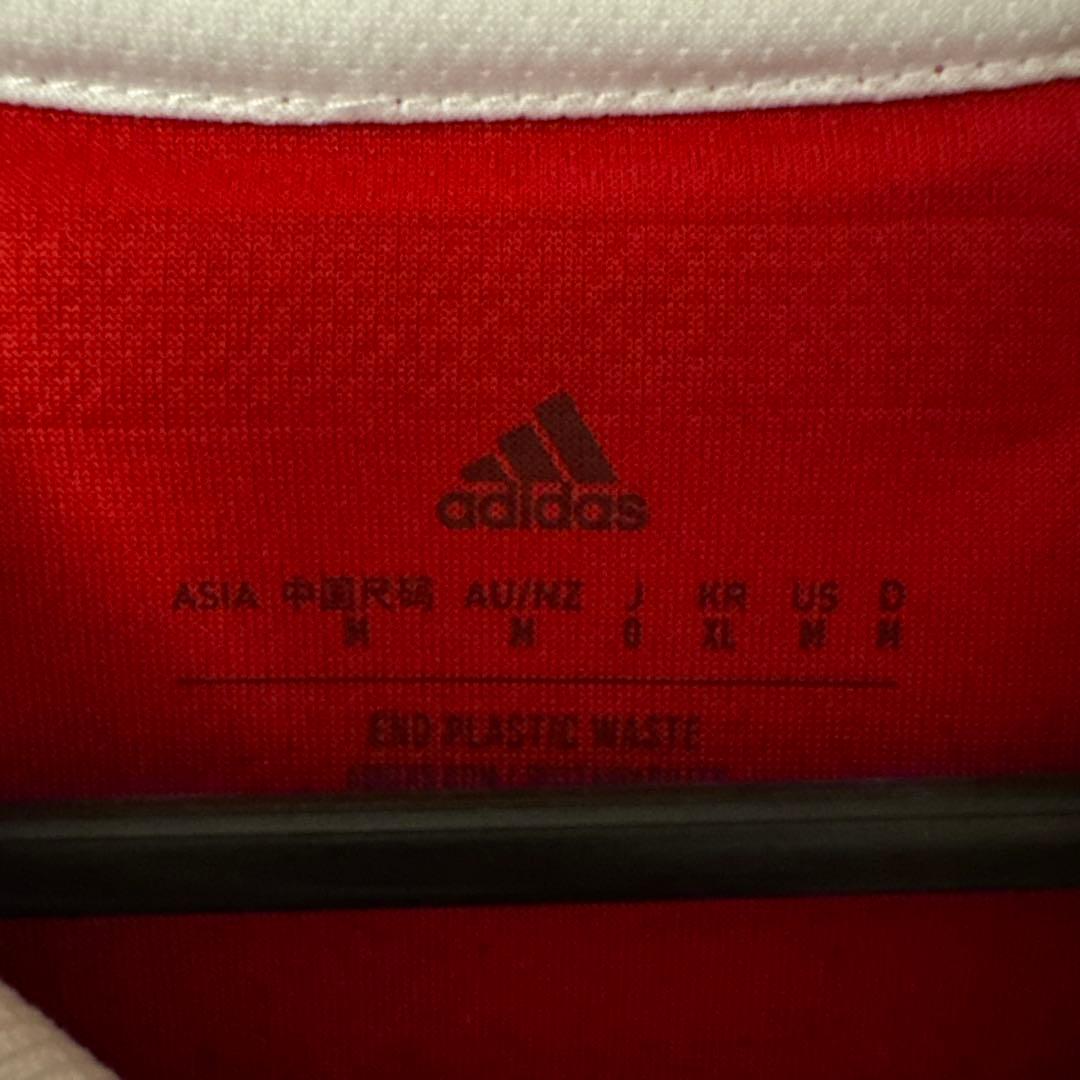 adidas
ASIA 中国尺码 AU/NZ J KR US D
M M O XL M M
END PLASTIC WASTE